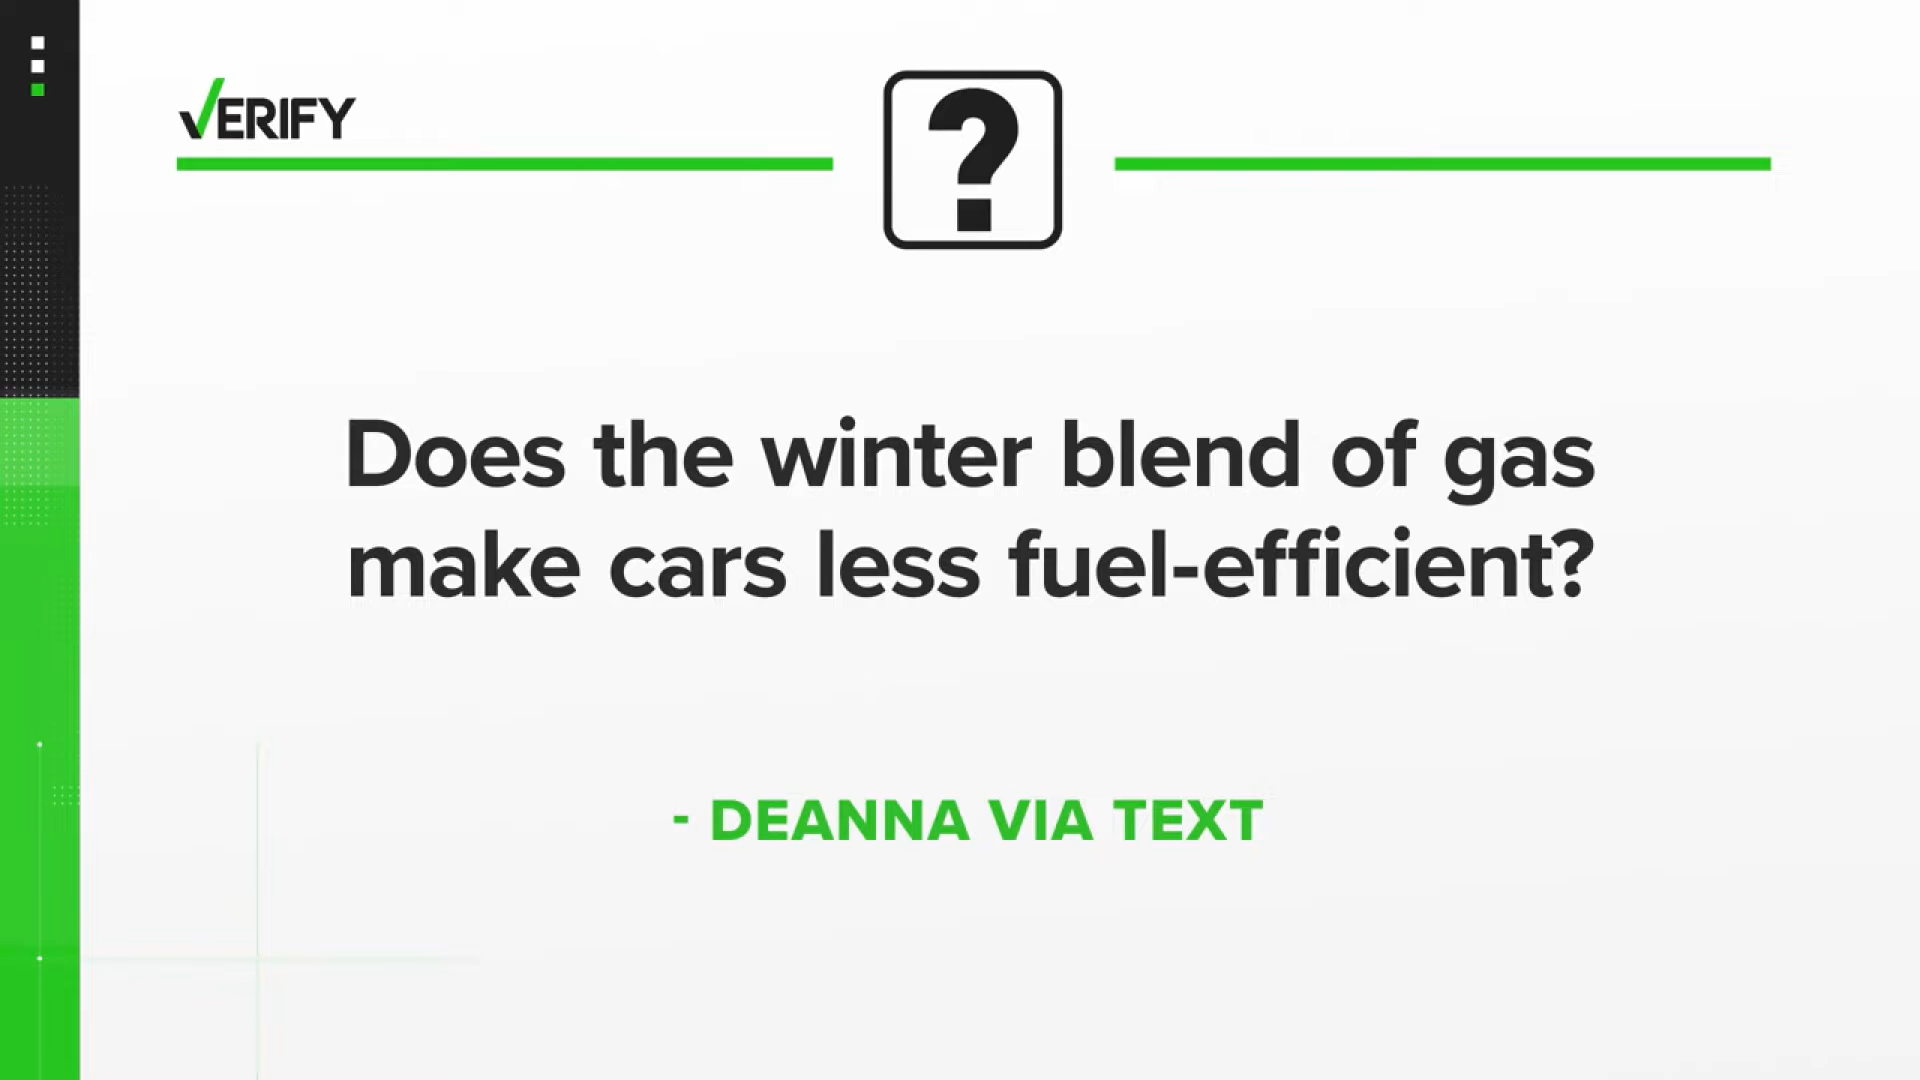 VERIFY
?
Does the winter blend of gas
make cars less fuel-efficient?
- DEANNA VIA TEXT